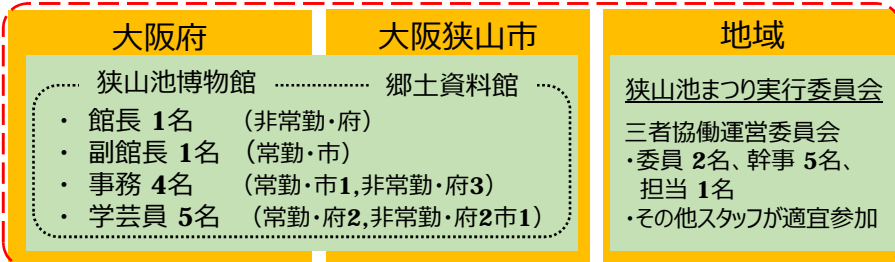 大阪府
大阪狭山市
狭山池博物館 郷土資料館
・ 館長 1名 (非常勤・府)
・ 副館長 1名 (常勤・市)
・ 事務 4名 (常勤・市1,非常勤・府3)
・ 学芸員 5名 (常勤・府2,非常勤・府2市1)
地域
狭山池まつり実行委員会
三者協働運営委員会
・委員 2名、幹事 5名、
担当 1名
・その他スタッフが適宜参加